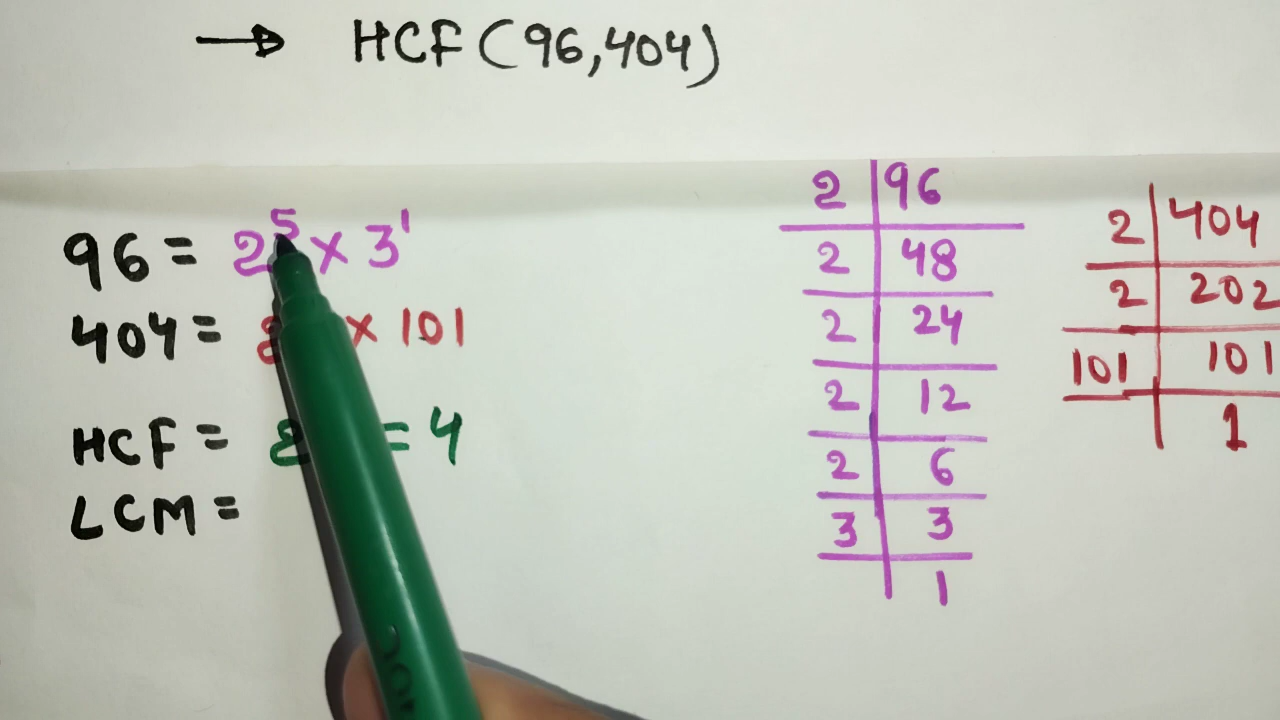 → HCF (96,404)
96 = 2⁵ × 3¹
404 = × 101
HCF = = 4
LCM =
2 | 96
2 | 48
2 | 24
2 | 12
2 | 6
3 | 3
1
2 | 404
2 | 202
101 | 101
1